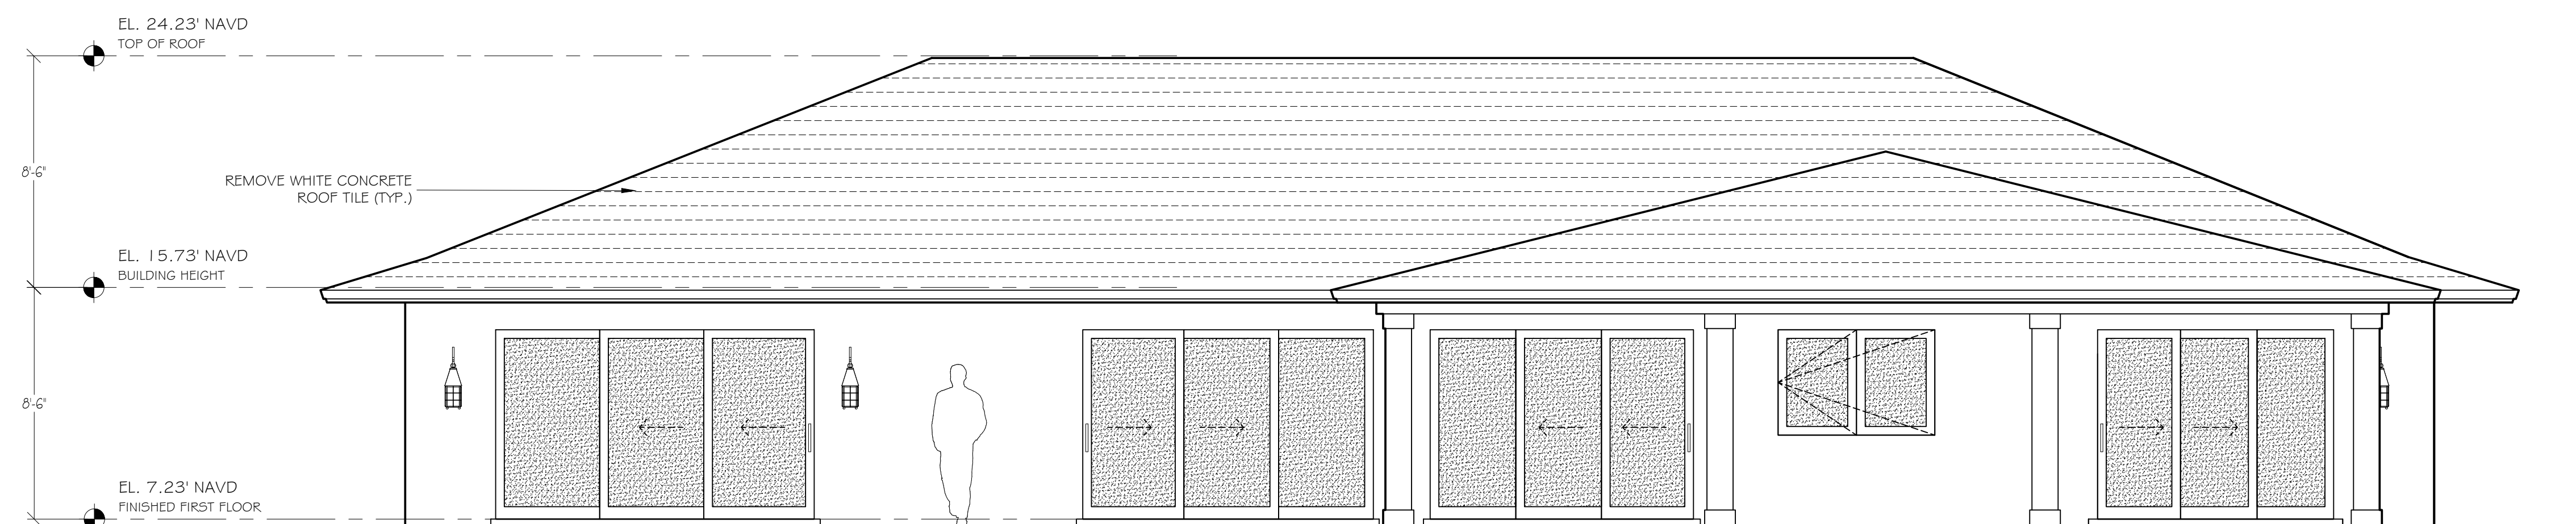 EL. 24.23' NAVD
TOP OF ROOF
8'-6"
REMOVE WHITE CONCRETE
ROOF TILE (TYP.)
EL. 15.73' NAVD
BUILDING HEIGHT
8'-6"
EL. 7.23' NAVD
FINISHED FIRST FLOOR